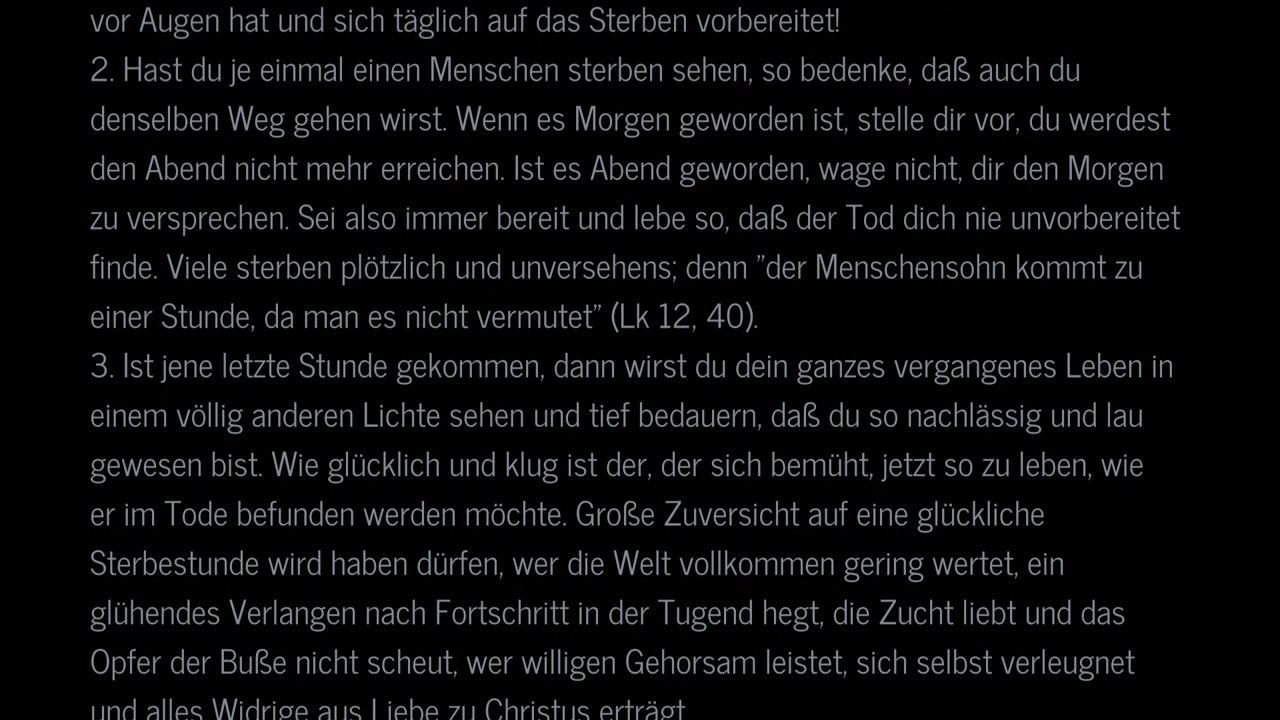 vor Augen hat und sich täglich auf das Sterben vorbereitet!
2. Hast du je einmal einen Menschen sterben sehen, so bedenke, daß auch du
denselben Weg gehen wirst. Wenn es Morgen geworden ist, stelle dir vor, du werdest
den Abend nicht mehr erreichen. Ist es Abend geworden, wage nicht, dir den Morgen
zu versprechen. Sei also immer bereit und lebe so, daß der Tod dich nie unvorbereitet
finde. Viele sterben plötzlich und unversehens; denn ”der Menschensohn kommt zu
einer Stunde, da man es nicht vermutet” (Lk 12, 40).
3. Ist jene letzte Stunde gekommen, dann wirst du dein ganzes vergangenes Leben in
einem völlig anderen Lichte sehen und tief bedauern, daß du so nachlässig und lau
gewesen bist. Wie glücklich und klug ist der, der sich bemüht, jetzt so zu leben, wie
er im Tode befunden werden möchte. Große Zuversicht auf eine glückliche
Sterbestunde wird haben dürfen, wer die Welt vollkommen gering wertet, ein
glühendes Verlangen nach Fortschritt in der Tugend hegt, die Zucht liebt und das
Opfer der Buße nicht scheut, wer willigen Gehorsam leistet, sich selbst verleugnet
und alles Widrige aus Liebe zu Christus erträgt